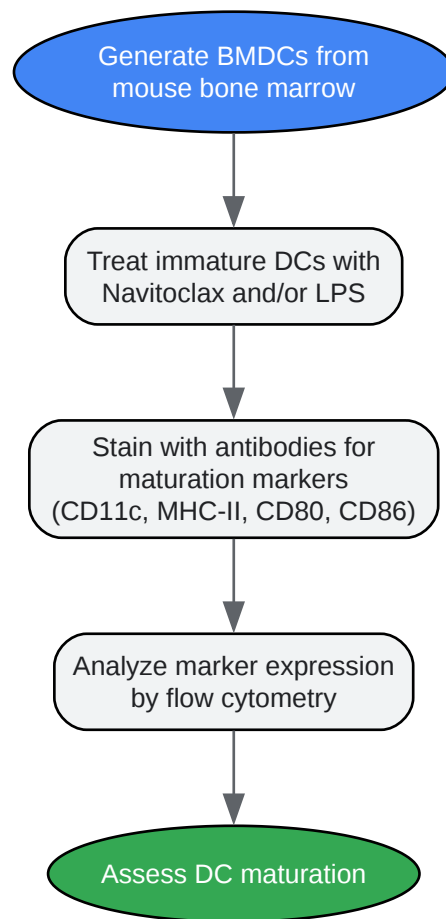 Generate BMDCs from
mouse bone marrow
Treat immature DCs with
Navitoclax and/or LPS
Stain with antibodies for
maturation markers
(CD11c, MHC-II, CD80, CD86)
Analyze marker expression
by flow cytometry
Assess DC maturation